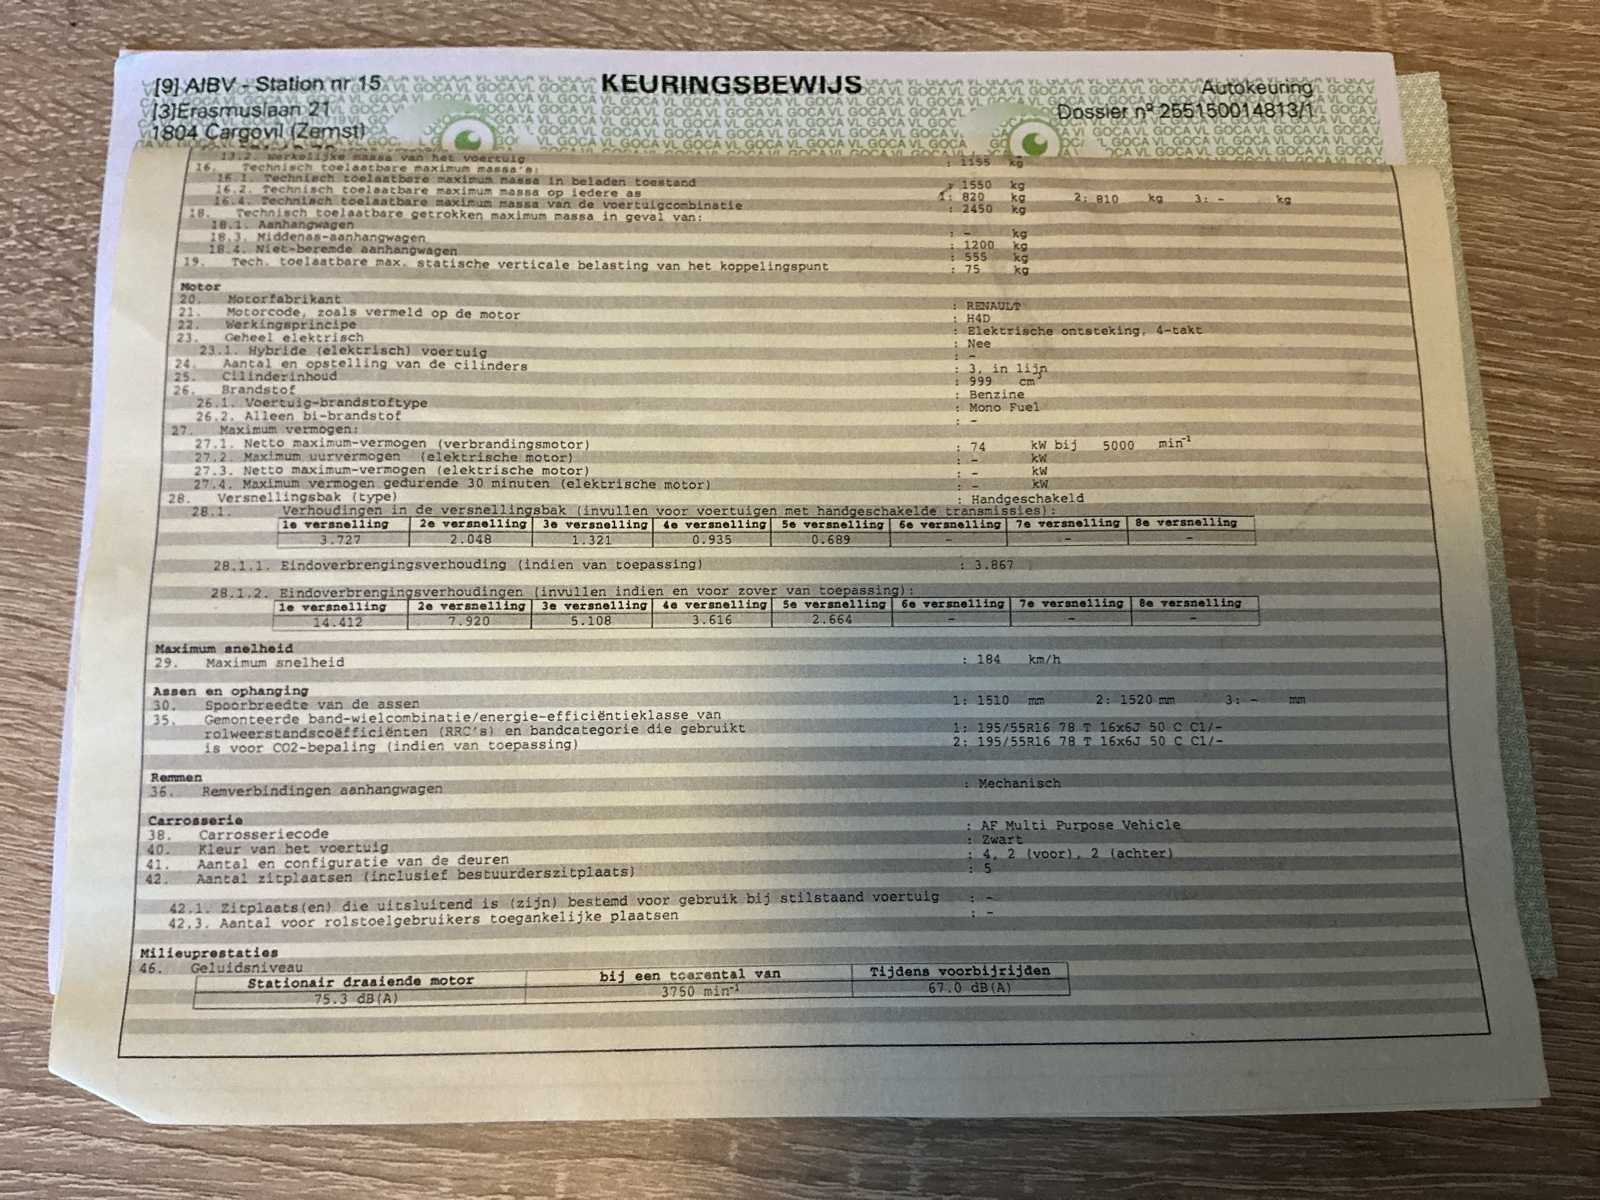 [9] AIBV - Station nr 15
KEURINGSBEWIJS
Autokeuring
[3]Erasmuslaan 21
Dossier nº 255150014813/1
1804 Cargovil (Zemst)
13.2. Werkelijke massa van het voertuig : 1155 kg
16. Technisch toelaatbare maximum massa's:
16.1. Technisch toelaatbare maximum massa in beladen toestand : 1550 kg
16.2. Technisch toelaatbare maximum massa op iedere as 1: 820 kg 2: 810 kg 3: - kg
16.4. Technisch toelaatbare maximum massa van de voertuigcombinatie : 2450 kg
18. Technisch toelaatbare getrokken maximum massa in geval van:
18.1. Aanhangwagen : - kg
18.3. Middenas-aanhangwagen : 1200 kg
18.4. Niet-beremde aanhangwagen : 555 kg
19. Tech. toelaatbare max. statische verticale belasting van het koppelingspunt : 75 kg
Motor
20. Motorfabrikant : RENAULT
21. Motorcode, zoals vermeld op de motor : H4D
22. Werkingsprincipe : Elektrische ontsteking, 4-takt
23. Geheel elektrisch : Nee
23.1. Hybride (elektrisch) voertuig : -
24. Aantal en opstelling van de cilinders : 3, in lijn
25. Cilinderinhoud : 999 cm³
26. Brandstof : Benzine
26.1. Voertuig-brandstoftype : Mono Fuel
26.2. Alleen bi-brandstof : -
27. Maximum vermogen:
27.1. Netto maximum-vermogen (verbrandingsmotor) : 74 kW bij 5000 min⁻¹
27.2. Maximum uurvermogen (elektrische motor) : - kW
27.3. Netto maximum-vermogen (elektrische motor) : - kW
27.4. Maximum vermogen gedurende 30 minuten (elektrische motor) : - kW
28. Versnellingsbak (type) : Handgeschakeld
28.1. Verhoudingen in de versnellingsbak (invullen voor voertuigen met handgeschakelde transmissies):
1e versnelling 2e versnelling 3e versnelling 4e versnelling 5e versnelling 6e versnelling 7e versnelling 8e versnelling
3.727 2.048 1.321 0.935 0.689 - - -
28.1.1. Eindoverbrengingsverhouding (indien van toepassing) : 3.867
28.1.2. Eindoverbrengingsverhoudingen (invullen indien en voor zover van toepassing):
1e versnelling 2e versnelling 3e versnelling 4e versnelling 5e versnelling 6e versnelling 7e versnelling 8e versnelling
14.412 7.920 5.108 3.616 2.664 - - -
Maximum snelheid
29. Maximum snelheid : 184 km/h
Assen en ophanging
30. Spoorbreedte van de assen 1: 1510 mm 2: 1520 mm 3: - mm
35. Gemonteerde band-wielcombinatie/energie-efficiëntieklasse van
rolweerstandscoëfficiënten (RRC's) en bandcategorie die gebruikt 1: 195/55R16 78 T 16x6J 50 C C1/-
is voor CO2-bepaling (indien van toepassing) 2: 195/55R16 78 T 16x6J 50 C C1/-
Remmen
36. Remverbindingen aanhangwagen : Mechanisch
Carrosserie
38. Carrosseriecode : AF Multi Purpose Vehicle
40. Kleur van het voertuig : Zwart
41. Aantal en configuratie van de deuren : 4, 2 (voor), 2 (achter)
42. Aantal zitplaatsen (inclusief bestuurderszitplaats) : 5
42.1. Zitplaats(en) die uitsluitend is (zijn) bestemd voor gebruik bij stilstaand voertuig : -
42.3. Aantal voor rolstoelgebruikers toegankelijke plaatsen : -
Milieuprestaties
46. Geluidsniveau
Stationair draaiende motor bij een toerental van Tijdens voorbijrijden
75.3 dB(A) 3750 min⁻¹ 67.0 dB(A)